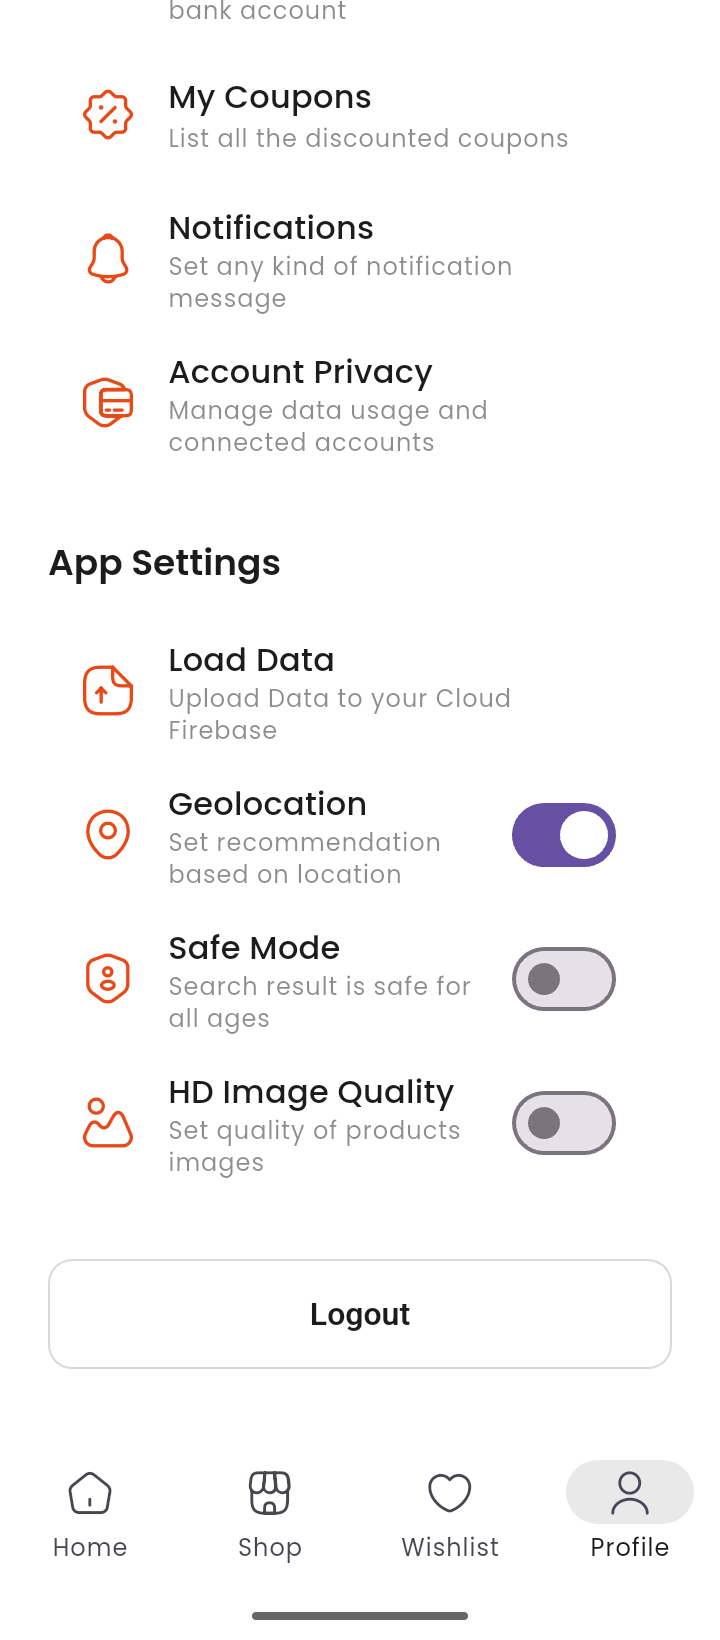 bank account
My Coupons
List all the discounted coupons
Notifications
Set any kind of notification
message
Account Privacy
Manage data usage and
connected accounts
App Settings
Load Data
Upload Data to your Cloud
Firebase
Geolocation
Set recommendation
based on location
Safe Mode
Search result is safe for
all ages
HD Image Quality
Set quality of products
images
Logout
Home
Shop
Wishlist
Profile